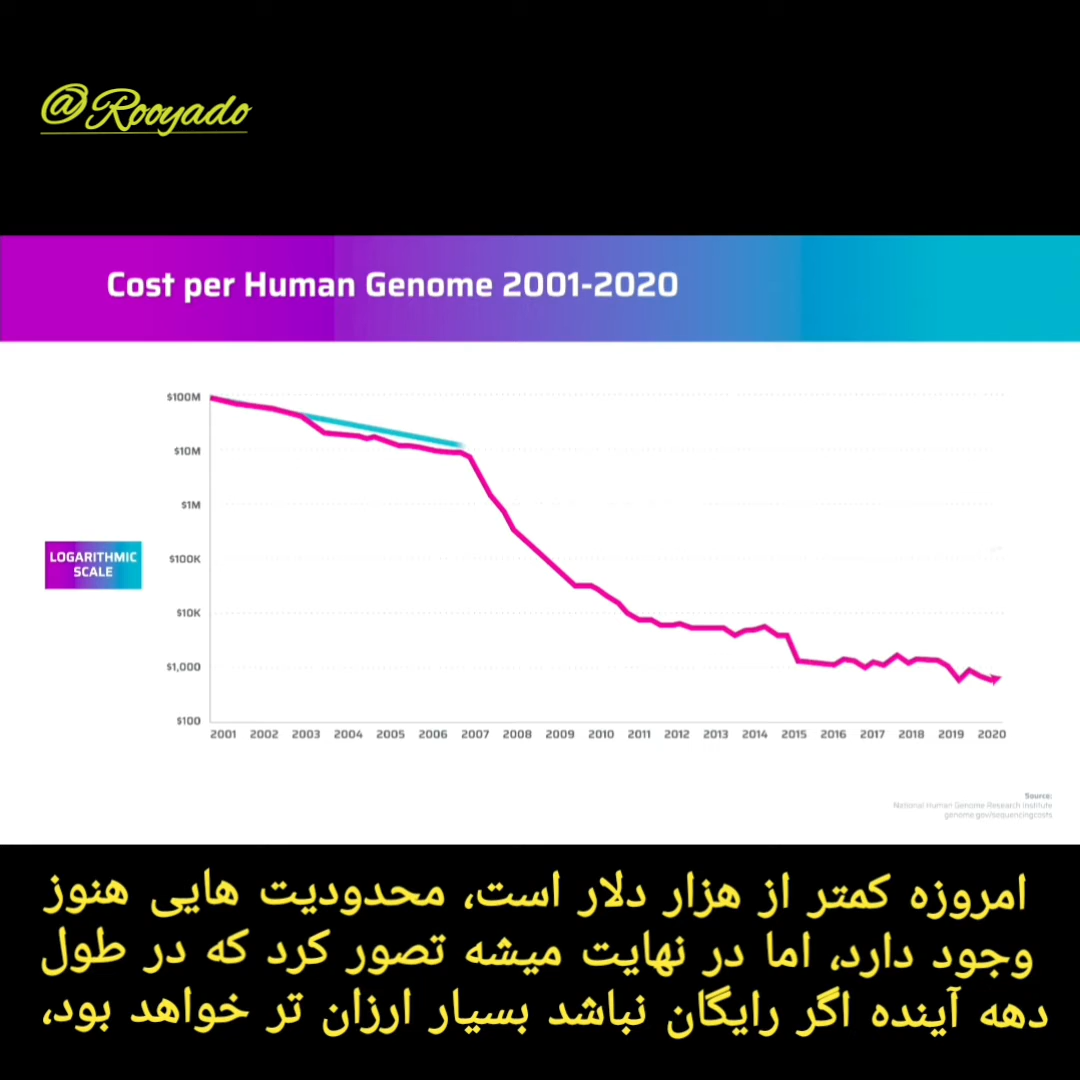 @Rooyado
Cost per Human Genome 2001-2020
$100M
$10M
$1M
LOGARITHMIC
SCALE
$100K
$10K
$1,000
$100
2001 2002 2003 2004 2005 2006 2007 2008 2009 2010 2011 2012 2013 2014 2015 2016 2017 2018 2019 2020
Source:
National Human Genome Research Institute
genome.gov/sequencingcosts
امروزه کمتر از هزار دلار است، محدودیت هایی هنوز
وجود دارد، اما در نهایت میشه تصور کرد که در طول
دهه آینده اگر رایگان نباشد بسیار ارزان تر خواهد بود،